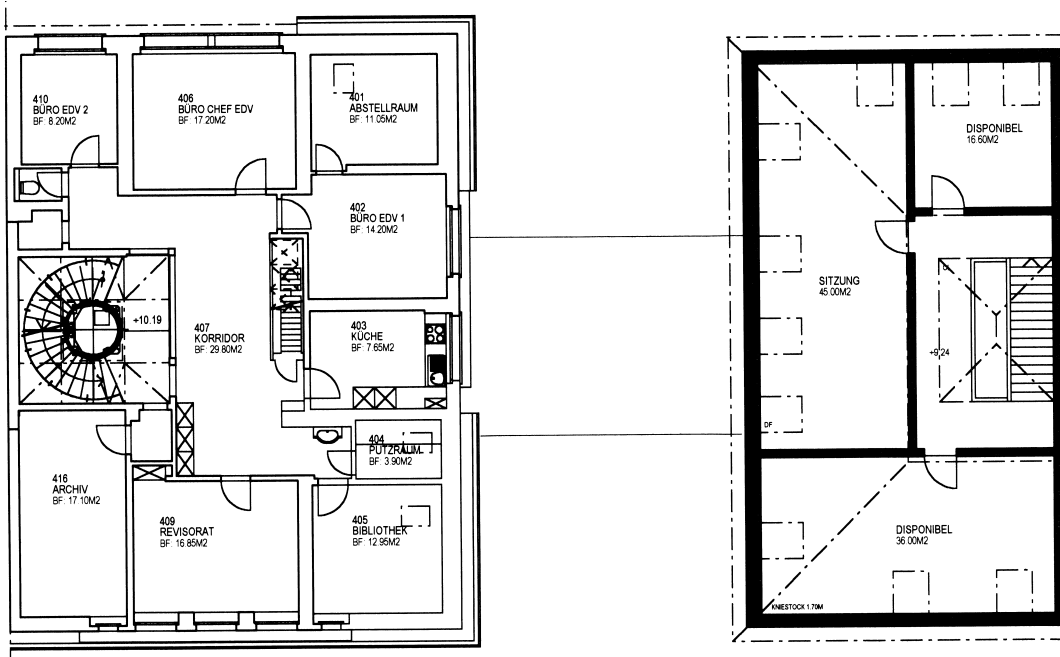 410
BÜRO EDV 2
BF: 8.20M2
406
BÜRO CHEF EDV
BF: 17.20M2
401
ABSTELLRAUM
BF: 11.05M2
402
BÜRO EDV 1
BF: 14.20M2
+10.19
407
KORRIDOR
BF: 29.80M2
403
KÜCHE
BF: 7.65M2
404
PUTZRAUM
BF: 3.90M2
416
ARCHIV
BF: 17.10M2
409
REVISORAT
BF: 16.85M2
405
BIBLIOTHEK
BF: 12.95M2
DISPONIBEL
16.60M2
SITZUNG
45.00M2
+9.24
DF
DISPONIBEL
36.00M2
KNIESTOCK 1.70M